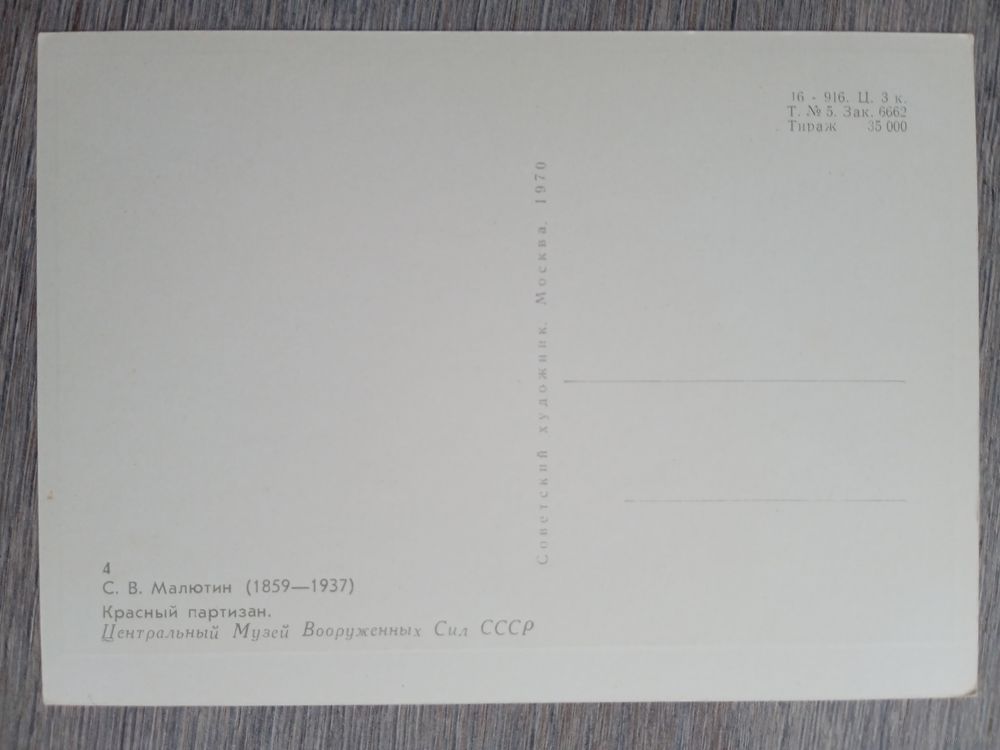 16 - 916. Ц. 3 к.
Т. № 5. Зак. 6662
Тираж 35 000
Советский художник. Москва. 1970
4
С. В. Малютин (1859—1937)
Красный партизан.
Центральный Музей Вооруженных Сил СССР